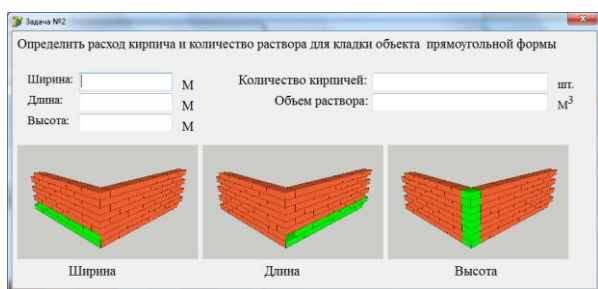 Задача №2
Определить расход кирпича и количество раствора для кладки объекта прямоугольной формы
Ширина: М Количество кирпичей: шт.
Длина: М Объем раствора: М3
Высота: М
Ширина Длина Высота